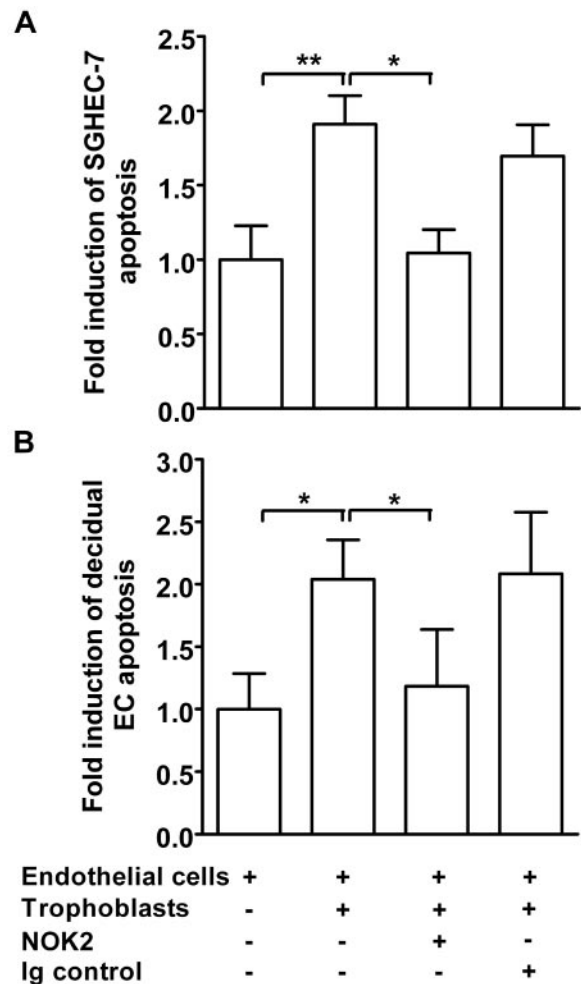 A
Fold induction of SGHEC-7
apoptosis
2.5
2.0
1.5
1.0
0.5
0.0
** *
B
Fold induction of decidual
EC apoptosis
3.0
2.5
2.0
1.5
1.0
0.5
0.0
* *
Endothelial cells + + + +
Trophoblasts - + + +
NOK2 - - + -
Ig control - - - +